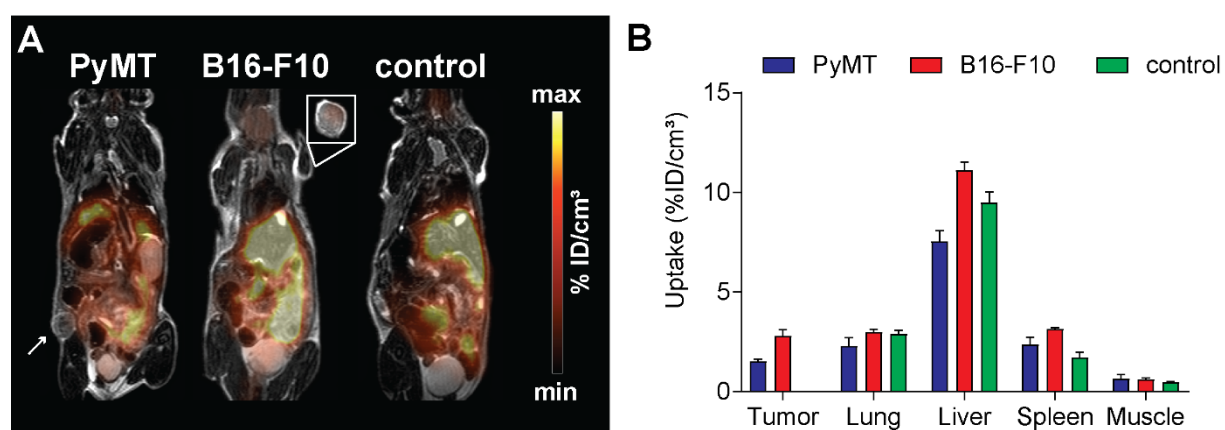 A
PyMT
B16-F10
control
max
% ID/cm³
min
B
PyMT
B16-F10
control
Uptake (%ID/cm³)
15
10
5
0
Tumor
Lung
Liver
Spleen
Muscle